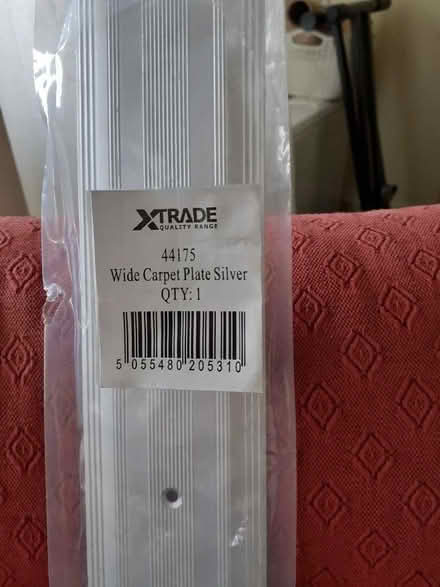 XTRADE
QUALITY RANGE
44175
Wide Carpet Plate Silver
QTY: 1
5 055480 205310